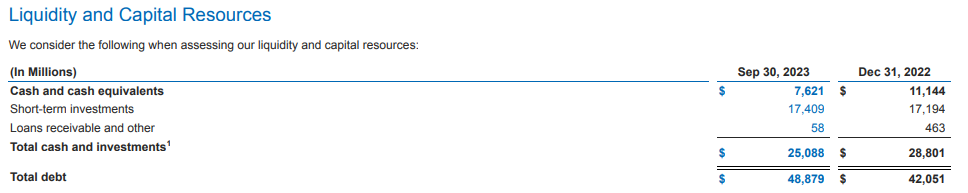 Liquidity and Capital Resources
We consider the following when assessing our liquidity and capital resources:
(In Millions) Sep 30, 2023 Dec 31, 2022
Cash and cash equivalents $ 7,621 $ 11,144
Short-term investments 17,409 17,194
Loans receivable and other 58 463
Total cash and investments¹ $ 25,088 $ 28,801
Total debt $ 48,879 $ 42,051